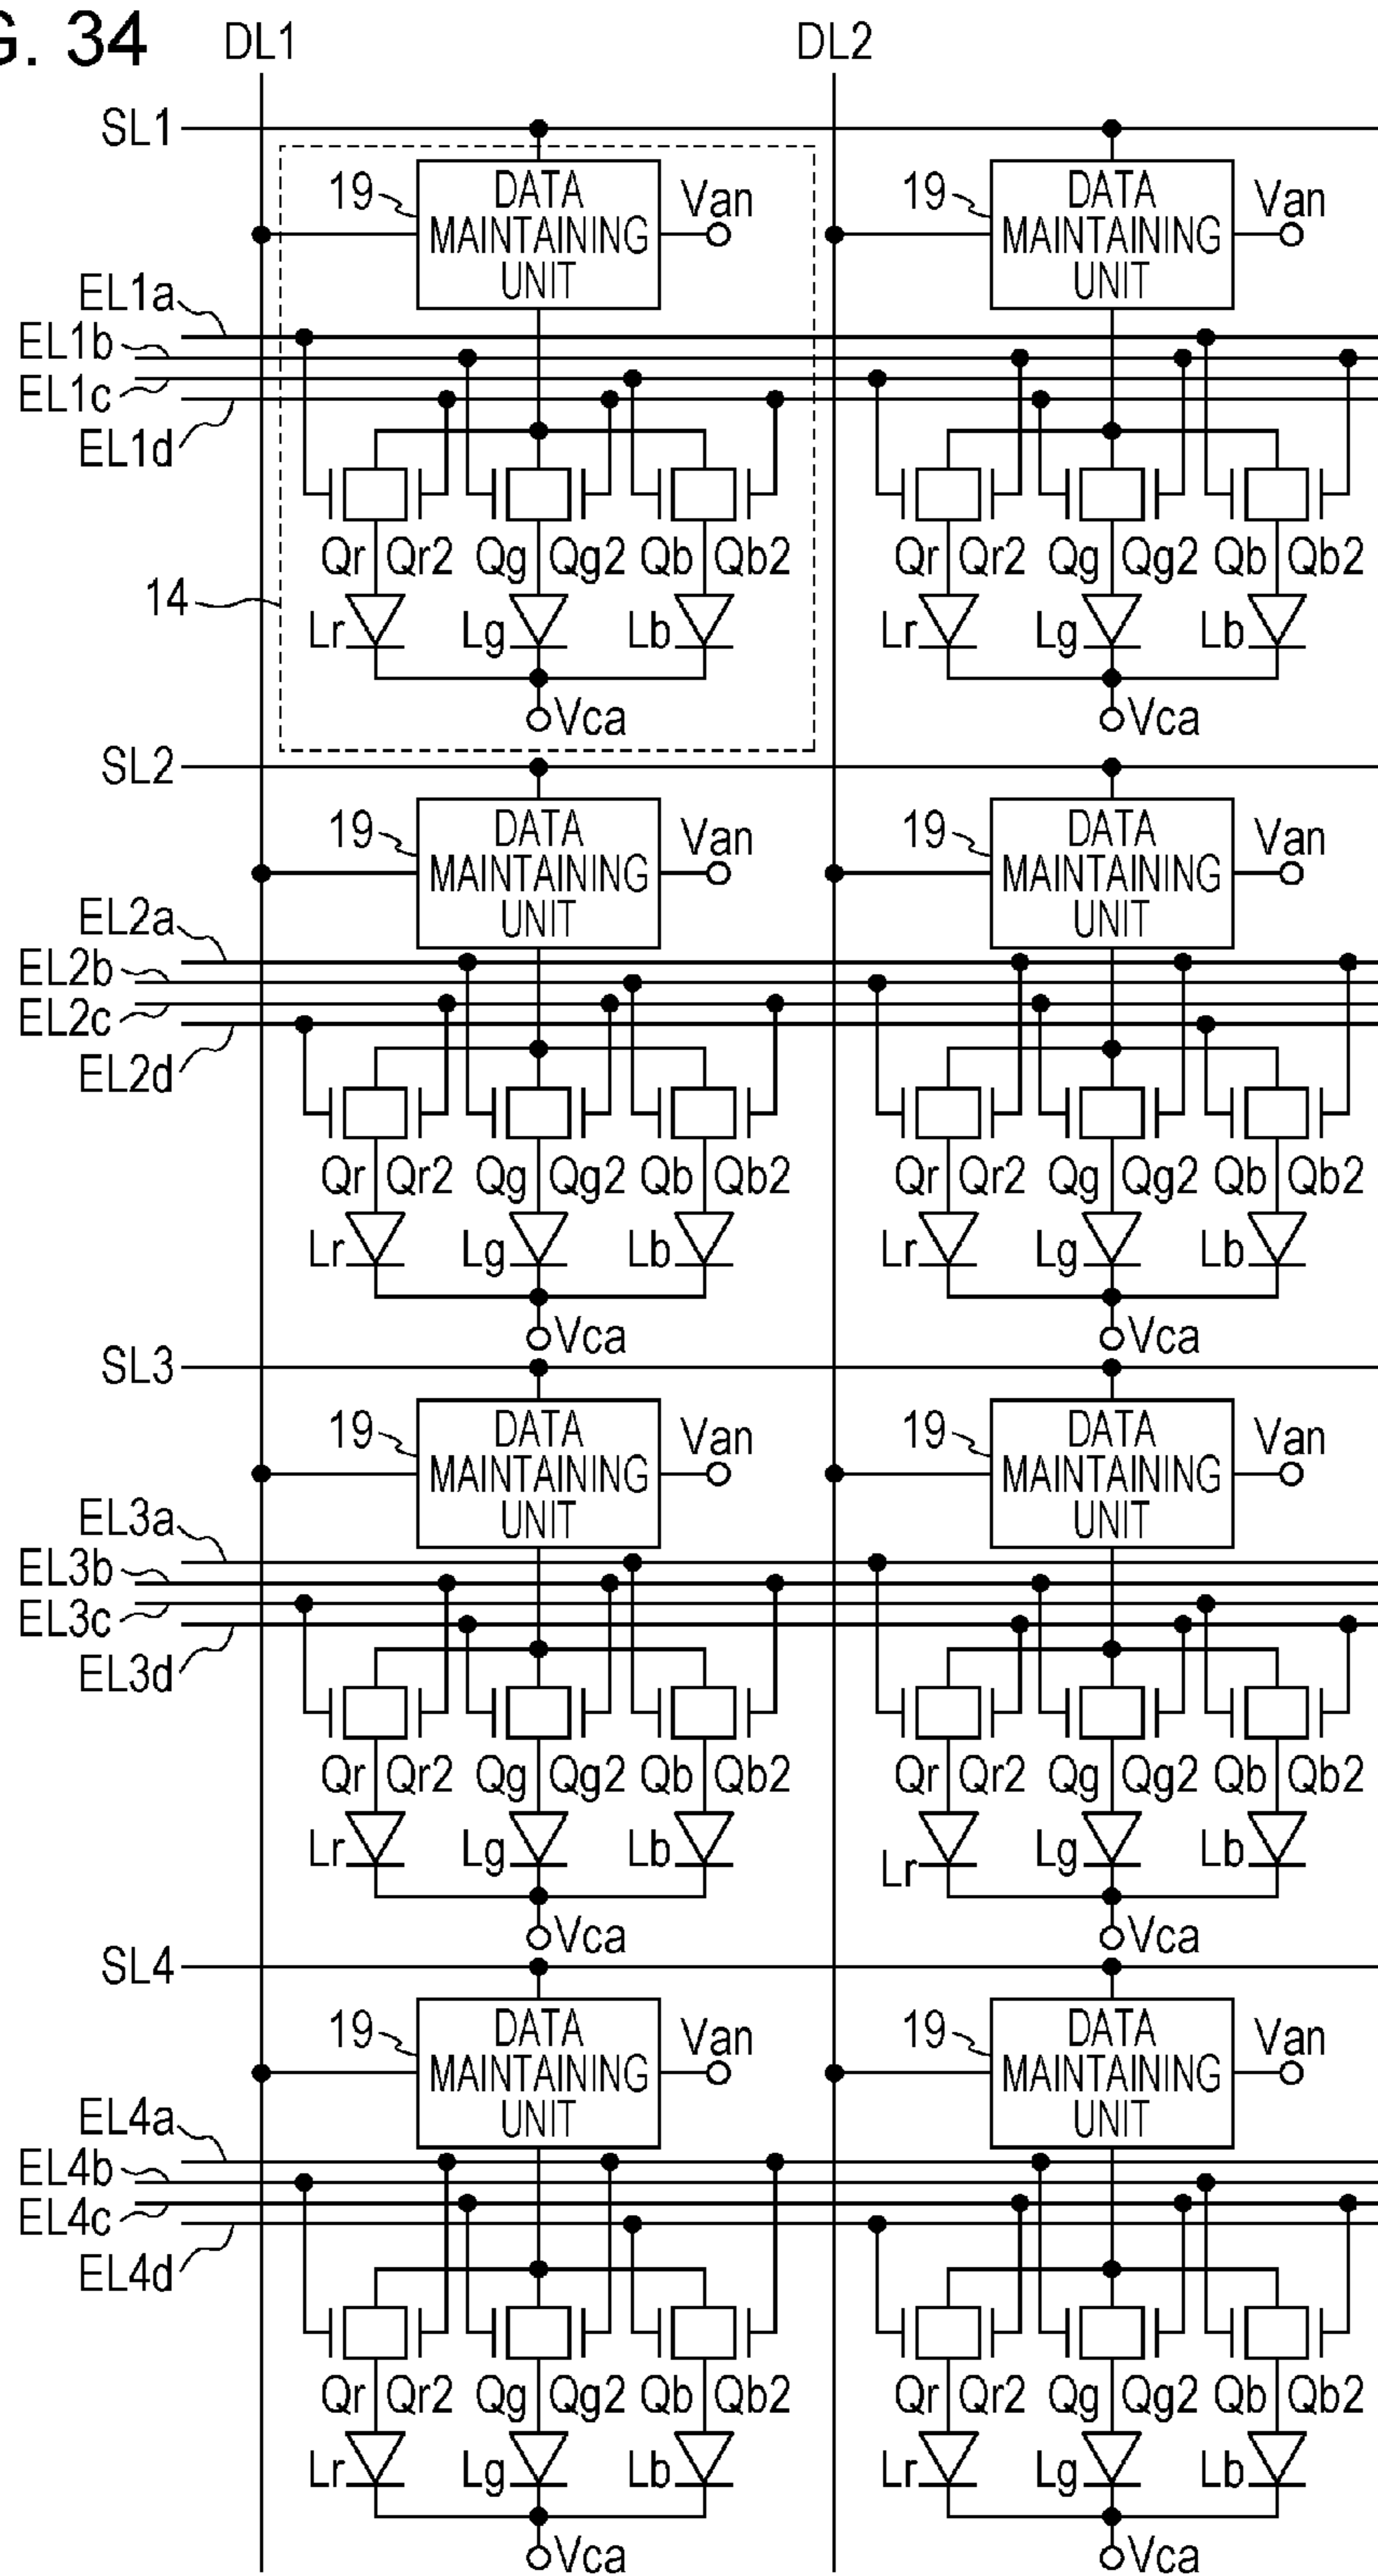 G. 34
DL1 DL2
SL1
19 DATA MAINTAINING UNIT Van 19 DATA MAINTAINING UNIT Van
EL1a
EL1b
EL1c
EL1d
Qr Qr2 Qg Qg2 Qb Qb2 Qr Qr2 Qg Qg2 Qb Qb2
14
Lr Lg Lb Lr Lg Lb
Vca Vca
SL2
19 DATA MAINTAINING UNIT Van 19 DATA MAINTAINING UNIT Van
EL2a
EL2b
EL2c
EL2d
Qr Qr2 Qg Qg2 Qb Qb2 Qr Qr2 Qg Qg2 Qb Qb2
Lr Lg Lb Lr Lg Lb
Vca Vca
SL3
19 DATA MAINTAINING UNIT Van 19 DATA MAINTAINING UNIT Van
EL3a
EL3b
EL3c
EL3d
Qr Qr2 Qg Qg2 Qb Qb2 Qr Qr2 Qg Qg2 Qb Qb2
Lr Lg Lb Lr Lg Lb
Vca Vca
SL4
19 DATA MAINTAINING UNIT Van 19 DATA MAINTAINING UNIT Van
EL4a
EL4b
EL4c
EL4d
Qr Qr2 Qg Qg2 Qb Qb2 Qr Qr2 Qg Qg2 Qb Qb2
Lr Lg Lb Lr Lg Lb
Vca Vca